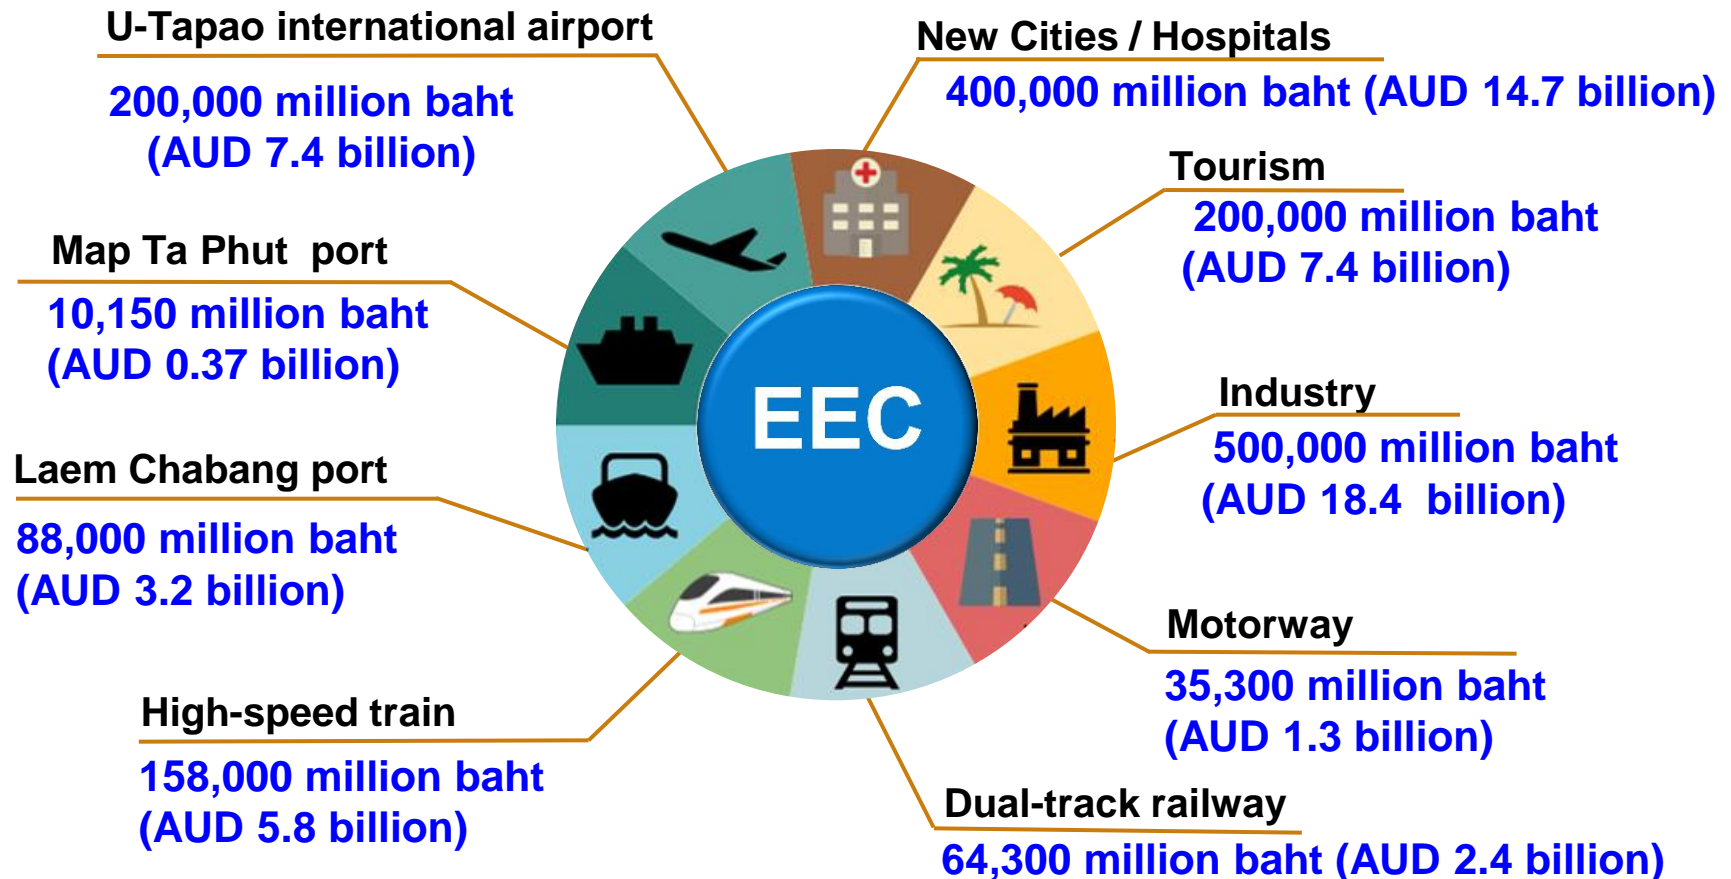 U-Tapao international airport
200,000 million baht
(AUD 7.4 billion)
New Cities / Hospitals
400,000 million baht (AUD 14.7 billion)
Tourism
200,000 million baht
(AUD 7.4 billion)
Map Ta Phut port
10,150 million baht
(AUD 0.37 billion)
EEC
Industry
500,000 million baht
(AUD 18.4 billion)
Laem Chabang port
88,000 million baht
(AUD 3.2 billion)
Motorway
35,300 million baht
(AUD 1.3 billion)
High-speed train
158,000 million baht
(AUD 5.8 billion)
Dual-track railway
64,300 million baht (AUD 2.4 billion)